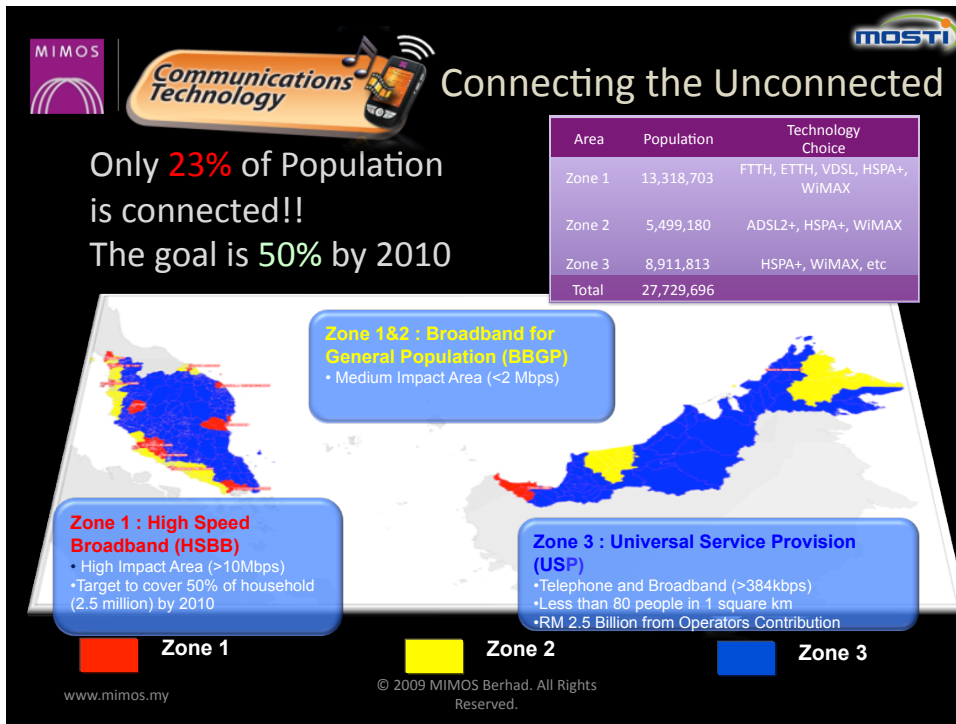 MIMOS
MOSTI
Communications
Technology
Connecting the Unconnected
Only 23% of Population
is connected!!
The goal is 50% by 2010
Area Population Technology
Choice
Zone 1 13,318,703 FTTH, ETTH, VDSL, HSPA+,
WiMAX
Zone 2 5,499,180 ADSL2+, HSPA+, WiMAX
Zone 3 8,911,813 HSPA+, WiMAX, etc
Total 27,729,696
Zone 1&2 : Broadband for
General Population (BBGP)
• Medium Impact Area (<2 Mbps)
Zone 1 : High Speed
Broadband (HSBB)
• High Impact Area (>10Mbps)
•Target to cover 50% of household
(2.5 million) by 2010
Zone 3 : Universal Service Provision
(USP)
•Telephone and Broadband (>384kbps)
•Less than 80 people in 1 square km
•RM 2.5 Billion from Operators Contribution
Zone 1
Zone 2
Zone 3
www.mimos.my
© 2009 MIMOS Berhad. All Rights
Reserved.